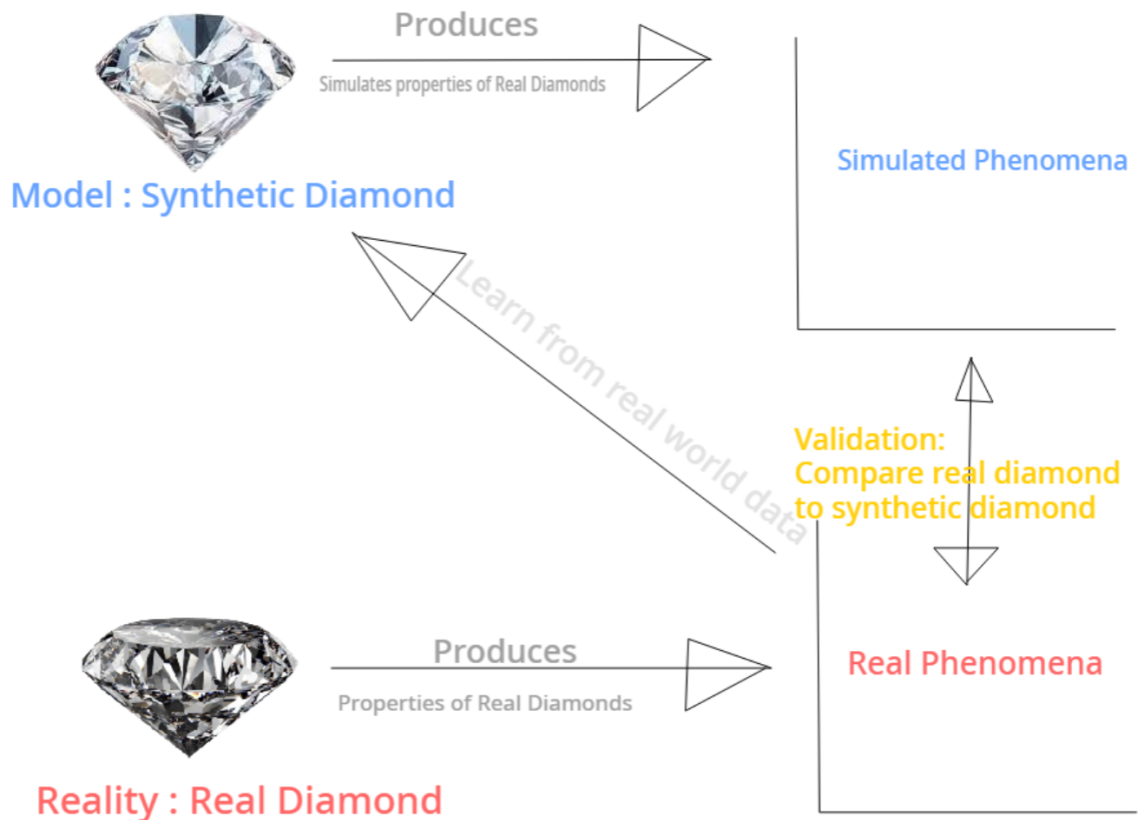 Produces
Simulates properties of Real Diamonds
Simulated Phenomena
Model : Synthetic Diamond
Learn from real world data
Validation:
Compare real diamond
to synthetic diamond
Produces
Properties of Real Diamonds
Real Phenomena
Reality : Real Diamond